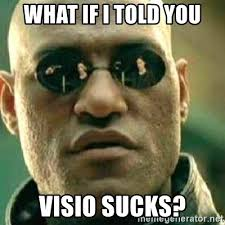 WHAT IF I TOLD YOU
VISIO SUCKS?
memegenerator.net